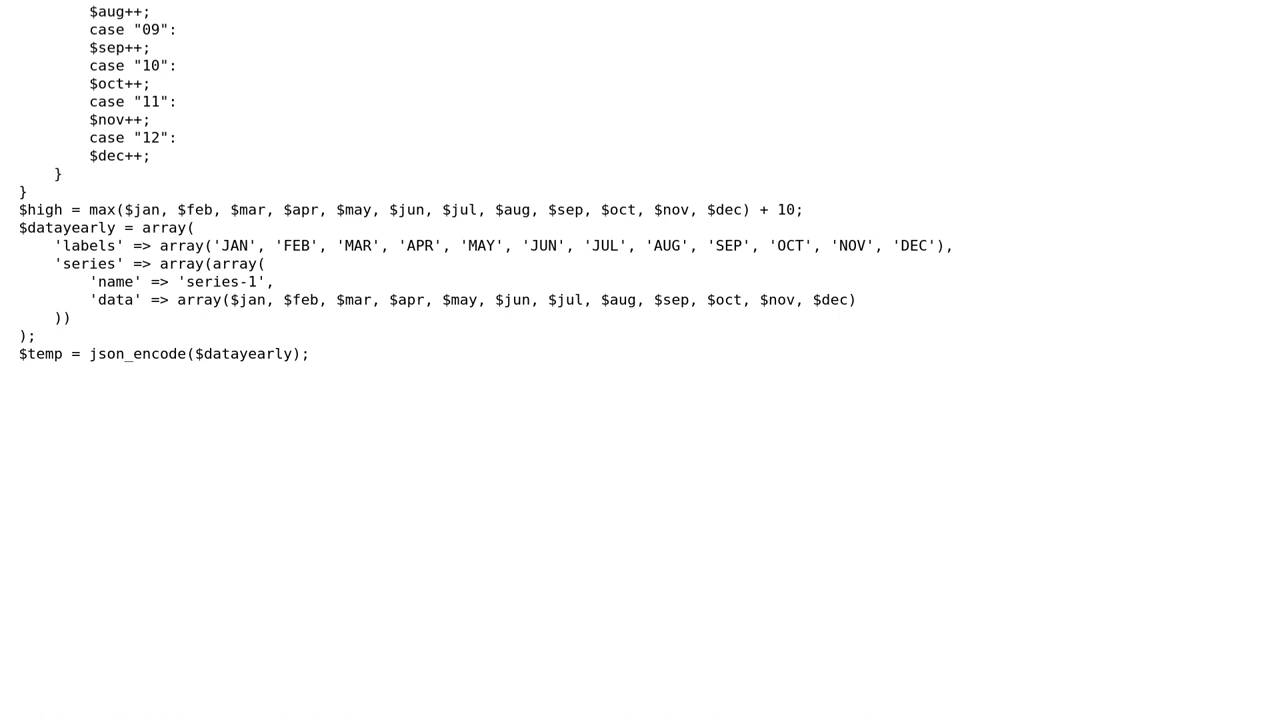 $aug++;
        case "09":
        $sep++;
        case "10":
        $oct++;
        case "11":
        $nov++;
        case "12":
        $dec++;
    }
}
$high = max($jan, $feb, $mar, $apr, $may, $jun, $jul, $aug, $sep, $oct, $nov, $dec) + 10;
$datayearly = array(
    'labels' => array('JAN', 'FEB', 'MAR', 'APR', 'MAY', 'JUN', 'JUL', 'AUG', 'SEP', 'OCT', 'NOV', 'DEC'),
    'series' => array(array(
        'name' => 'series-1',
        'data' => array($jan, $feb, $mar, $apr, $may, $jun, $jul, $aug, $sep, $oct, $nov, $dec)
    ))
);
$temp = json_encode($datayearly);